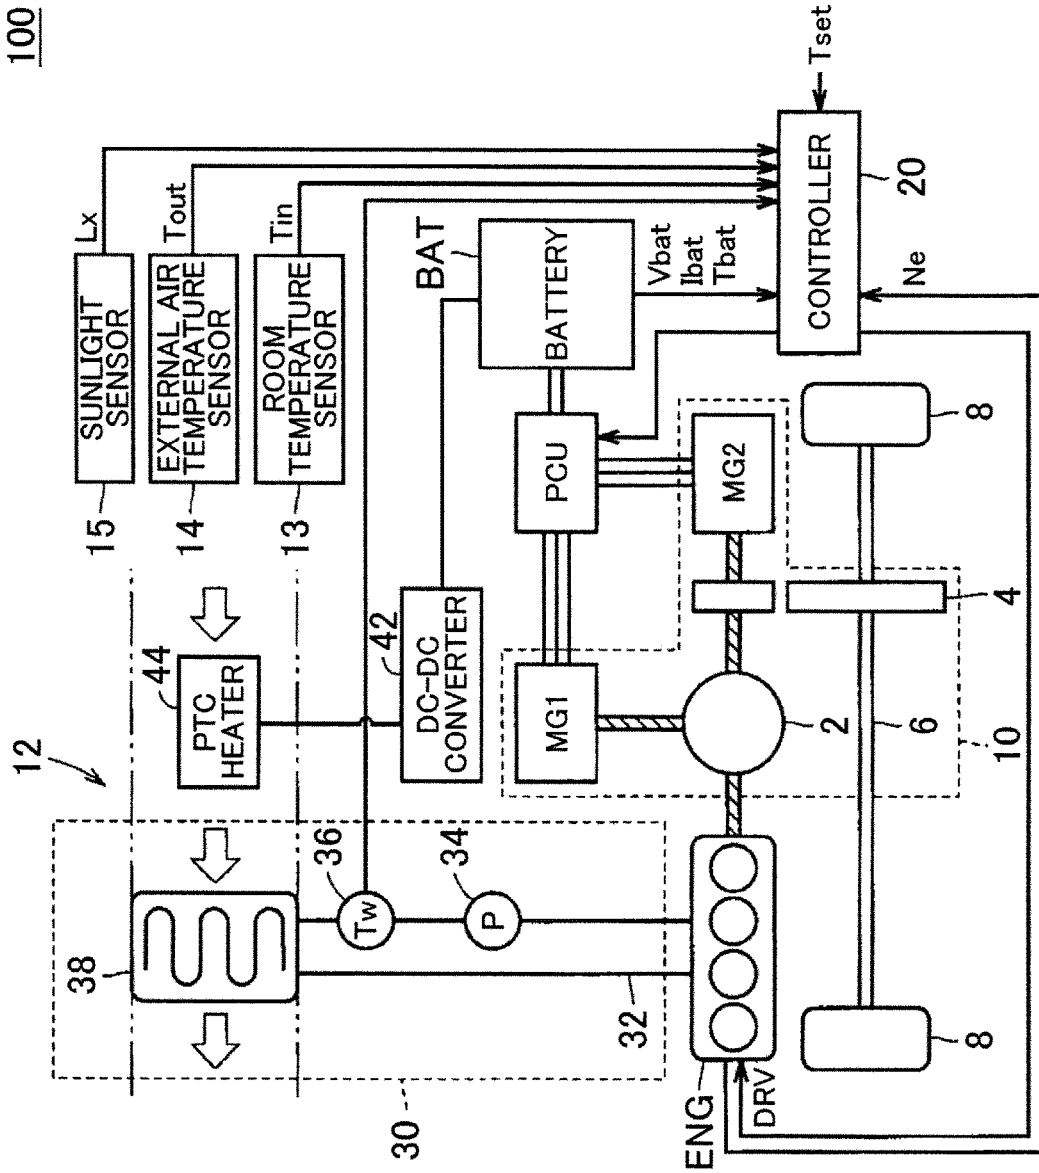 100
12
44
PTC
HEATER
15
SUNLIGHT
SENSOR
Lx
14
EXTERNAL AIR
TEMPERATURE
SENSOR
Tout
13
ROOM
TEMPERATURE
SENSOR
Tin
38
36
Tw
34
P
32
30
42
DC-DC
CONVERTER
BAT
BATTERY
Vbat
Ibat
Tbat
PCU
MG1
MG2
CONTROLLER
20
Tset
Ne
ENG
DRV
2
4
6
8
8
10